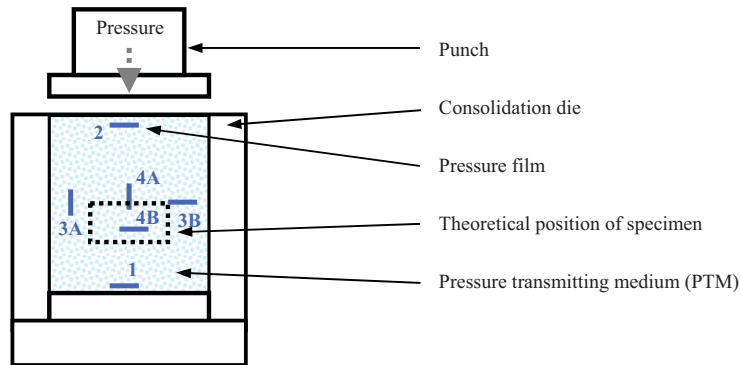 Pressure
Punch
Consolidation die
2
Pressure film
4A
3A
4B
3B
Theoretical position of specimen
1
Pressure transmitting medium (PTM)